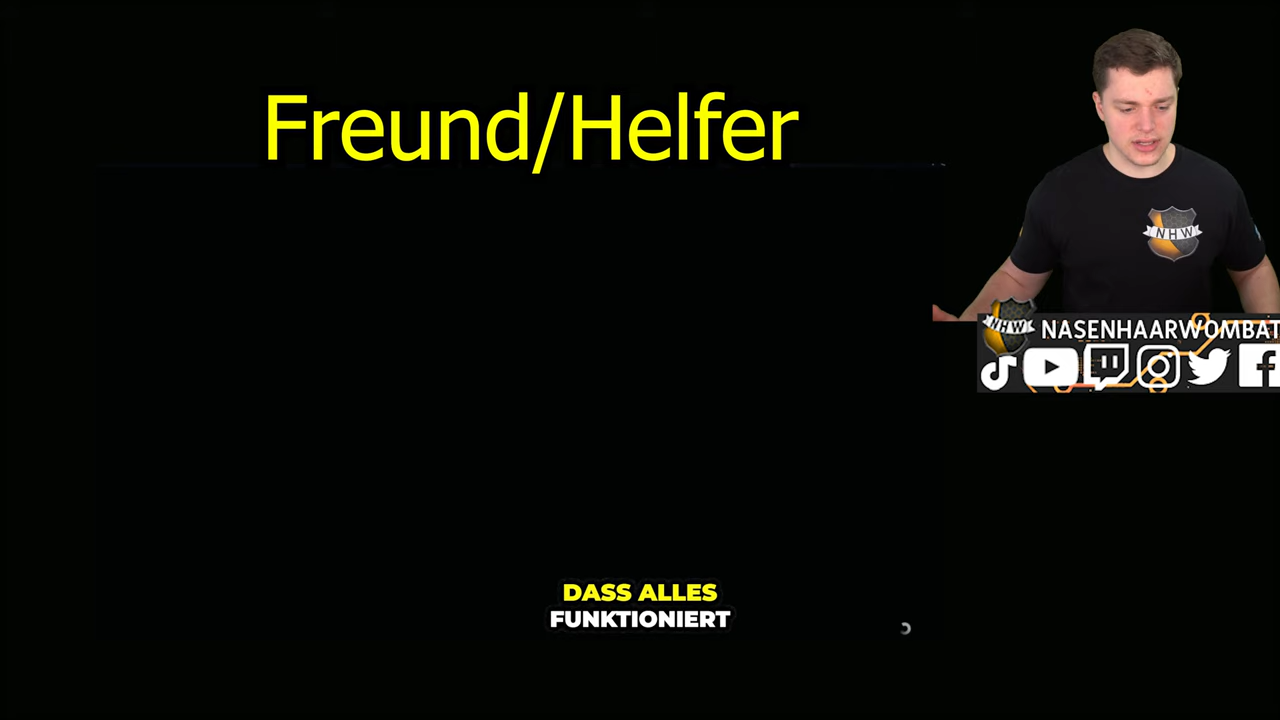 Freund/Helfer
NHW
NHW
NASENHAARWOMBAT
DASS ALLES
FUNKTIONIERT